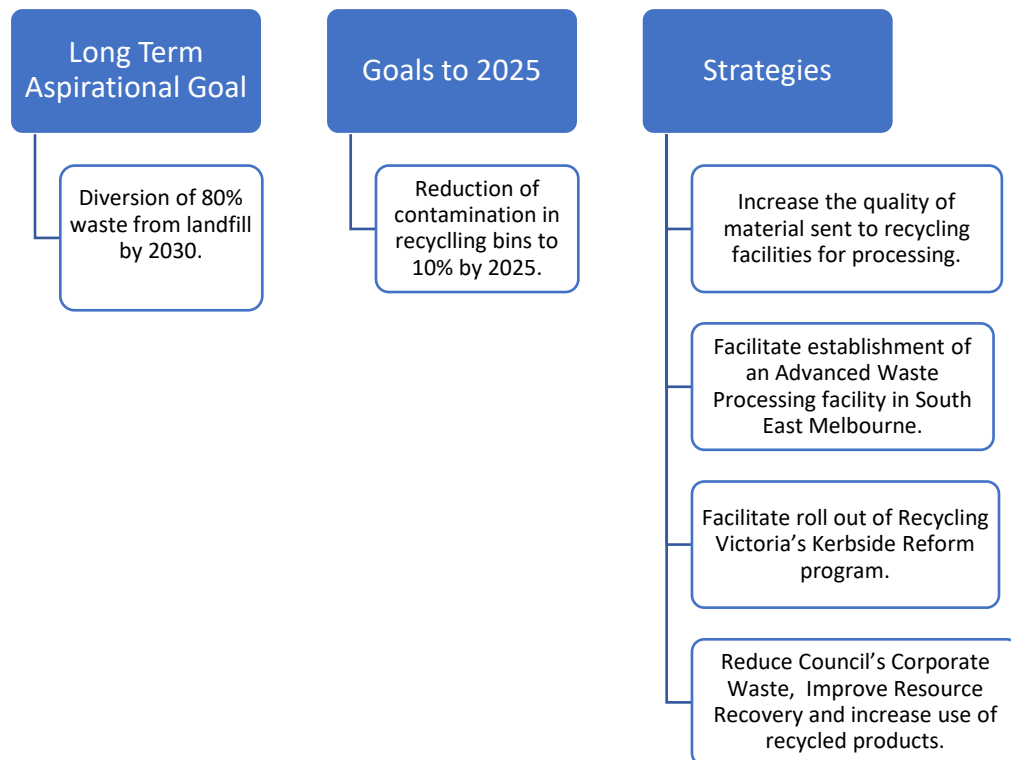 Long Term
Aspirational Goal
Diversion of 80%
waste from landfill
by 2030.
Goals to 2025
Reduction of
contamination in
recyclling bins to
10% by 2025.
Strategies
Increase the quality of
material sent to recycling
facilities for processing.
Facilitate establishment of
an Advanced Waste
Processing facility in South
East Melbourne.
Facilitate roll out of Recycling
Victoria’s Kerbside Reform
program.
Reduce Council’s Corporate
Waste,  Improve Resource
Recovery and increase use of
recycled products.